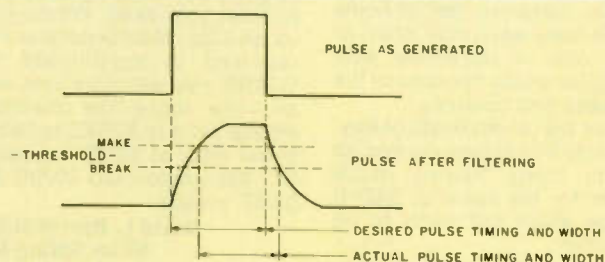 PULSE AS GENERATED
MAKE
-THRESHOLD-
BREAK
PULSE AFTER FILTERING
DESIRED PULSE TIMING AND WIDTH
ACTUAL PULSE TIMING AND WIDTH